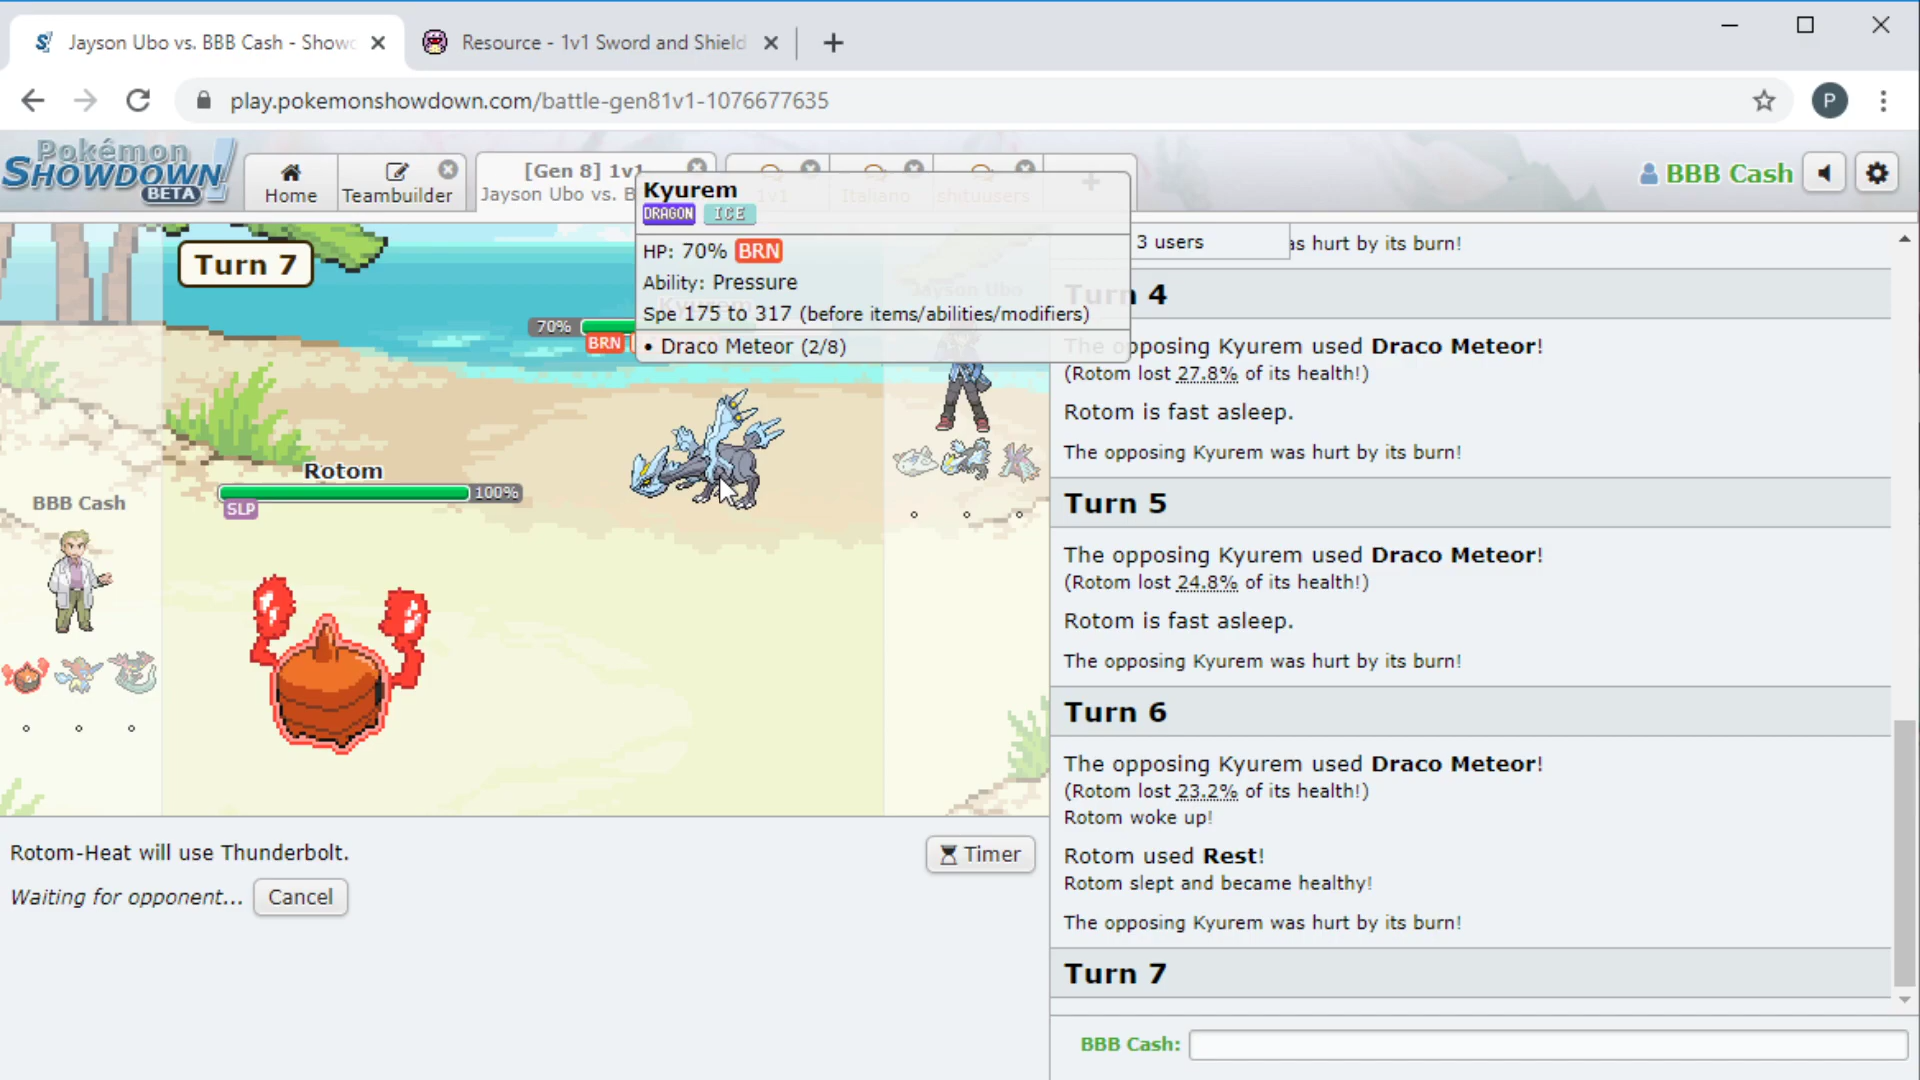 Jayson Ubo vs. BBB Cash - Showd
Resource - 1v1 Sword and Shield
play.pokemonshowdown.com/battle-gen81v1-1076677635
P
Pokémon
SHOWDOWN!
BETA
Home
Teambuilder
[Gen 8] 1v1
Jayson Ubo vs. B
1v1
Italiano
shituusers
BBB Cash
Kyurem
DRAGON ICE
HP: 70% BRN
Ability: Pressure
Spe 175 to 317 (before items/abilities/modifiers)
• Draco Meteor (2/8)
Turn 7
Kyurem
70%
BRN
Jayson Ubo
Rotom
100%
SLP
BBB Cash
Rotom-Heat will use Thunderbolt.
Waiting for opponent...
Cancel
Timer
3 users
as hurt by its burn!
Turn 4
The opposing Kyurem used Draco Meteor!
(Rotom lost 27.8% of its health!)
Rotom is fast asleep.
The opposing Kyurem was hurt by its burn!
Turn 5
The opposing Kyurem used Draco Meteor!
(Rotom lost 24.8% of its health!)
Rotom is fast asleep.
The opposing Kyurem was hurt by its burn!
Turn 6
The opposing Kyurem used Draco Meteor!
(Rotom lost 23.2% of its health!)
Rotom woke up!
Rotom used Rest!
Rotom slept and became healthy!
The opposing Kyurem was hurt by its burn!
Turn 7
BBB Cash: